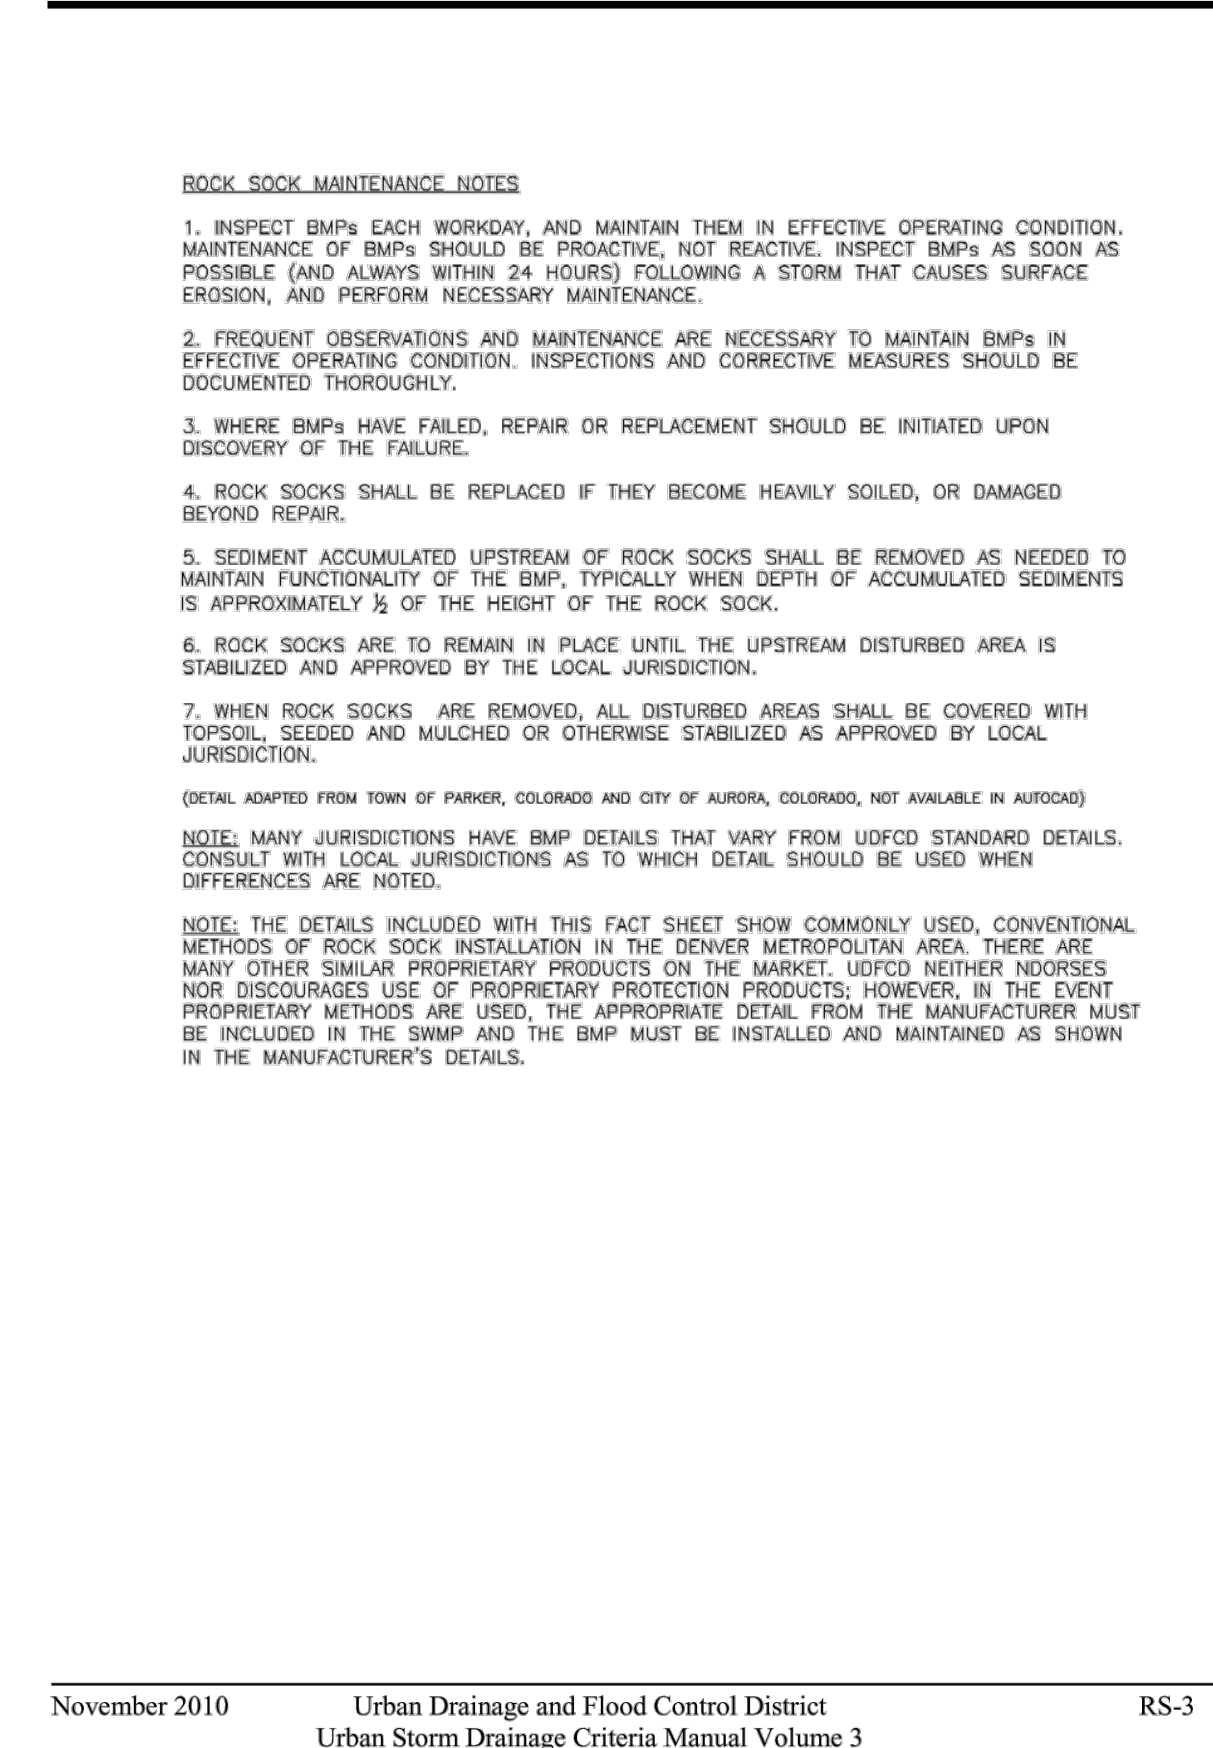 ROCK SOCK MAINTENANCE NOTES
1. INSPECT BMPs EACH WORKDAY, AND MAINTAIN THEM IN EFFECTIVE OPERATING CONDITION.
MAINTENANCE OF BMPs SHOULD BE PROACTIVE, NOT REACTIVE. INSPECT BMPs AS SOON AS
POSSIBLE (AND ALWAYS WITHIN 24 HOURS) FOLLOWING A STORM THAT CAUSES SURFACE
EROSION, AND PERFORM NECESSARY MAINTENANCE.
2. FREQUENT OBSERVATIONS AND MAINTENANCE ARE NECESSARY TO MAINTAIN BMPs IN
EFFECTIVE OPERATING CONDITION. INSPECTIONS AND CORRECTIVE MEASURES SHOULD BE
DOCUMENTED THOROUGHLY.
3. WHERE BMPs HAVE FAILED, REPAIR OR REPLACEMENT SHOULD BE INITIATED UPON
DISCOVERY OF THE FAILURE.
4. ROCK SOCKS SHALL BE REPLACED IF THEY BECOME HEAVILY SOILED, OR DAMAGED
BEYOND REPAIR.
5. SEDIMENT ACCUMULATED UPSTREAM OF ROCK SOCKS SHALL BE REMOVED AS NEEDED TO
MAINTAIN FUNCTIONALITY OF THE BMP, TYPICALLY WHEN DEPTH OF ACCUMULATED SEDIMENTS
IS APPROXIMATELY ½ OF THE HEIGHT OF THE ROCK SOCK.
6. ROCK SOCKS ARE TO REMAIN IN PLACE UNTIL THE UPSTREAM DISTURBED AREA IS
STABILIZED AND APPROVED BY THE LOCAL JURISDICTION.
7. WHEN ROCK SOCKS ARE REMOVED, ALL DISTURBED AREAS SHALL BE COVERED WITH
TOPSOIL, SEEDED AND MULCHED OR OTHERWISE STABILIZED AS APPROVED BY LOCAL
JURISDICTION.
(DETAIL ADAPTED FROM TOWN OF PARKER, COLORADO AND CITY OF AURORA, COLORADO, NOT AVAILABLE IN AUTOCAD)
NOTE: MANY JURISDICTIONS HAVE BMP DETAILS THAT VARY FROM UDFCD STANDARD DETAILS.
CONSULT WITH LOCAL JURISDICTIONS AS TO WHICH DETAIL SHOULD BE USED WHEN
DIFFERENCES ARE NOTED.
NOTE: THE DETAILS INCLUDED WITH THIS FACT SHEET SHOW COMMONLY USED, CONVENTIONAL
METHODS OF ROCK SOCK INSTALLATION IN THE DENVER METROPOLITAN AREA. THERE ARE
MANY OTHER SIMILAR PROPRIETARY PRODUCTS ON THE MARKET. UDFCD NEITHER NDORSES
NOR DISCOURAGES USE OF PROPRIETARY PROTECTION PRODUCTS; HOWEVER, IN THE EVENT
PROPRIETARY METHODS ARE USED, THE APPROPRIATE DETAIL FROM THE MANUFACTURER MUST
BE INCLUDED IN THE SWMP AND THE BMP MUST BE INSTALLED AND MAINTAINED AS SHOWN
IN THE MANUFACTURER'S DETAILS.
November 2010 Urban Drainage and Flood Control District RS-3
Urban Storm Drainage Criteria Manual Volume 3